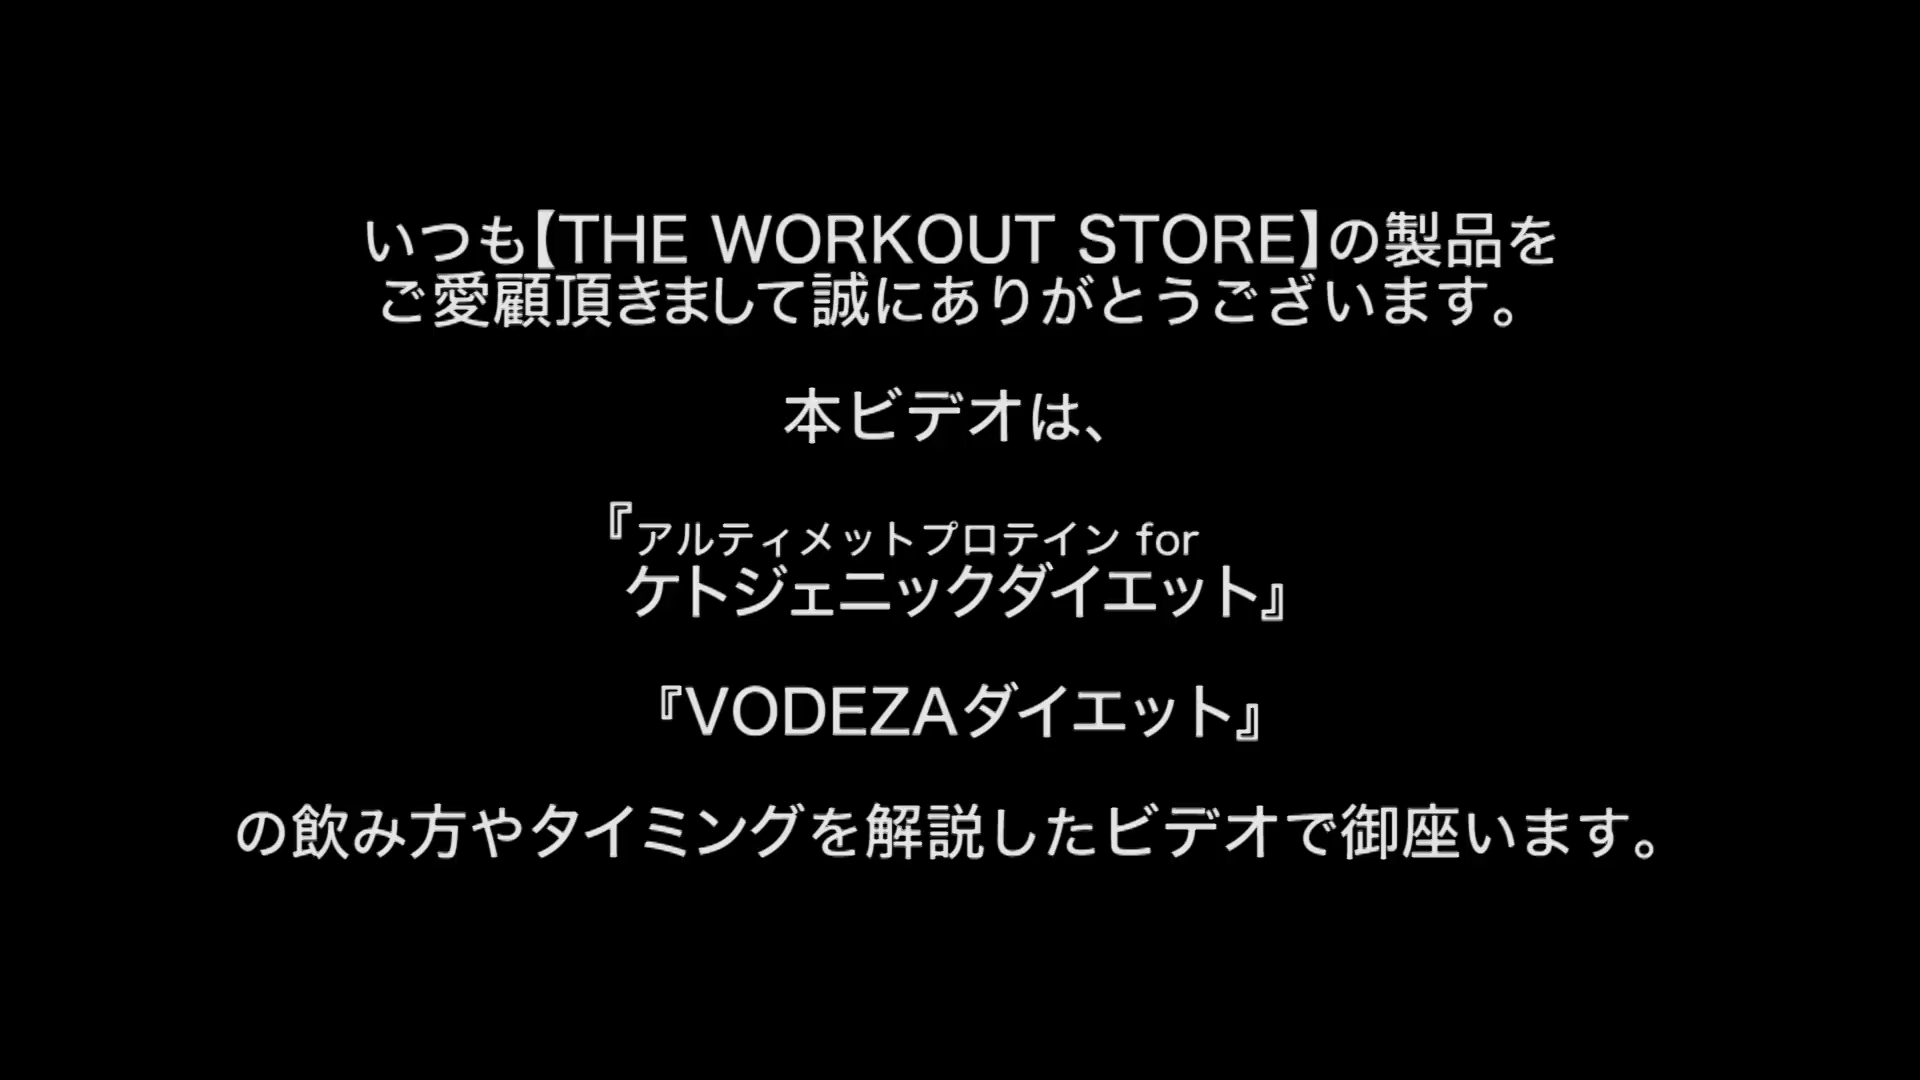 いつも【THE WORKOUT STORE】の製品を
ご愛顧頂きまして誠にありがとうございます。
本ビデオは、
『アルティメットプロテイン for
ケトジェニックダイエット』
『VODEZAダイエット』
の飲み方やタイミングを解説したビデオで御座います。